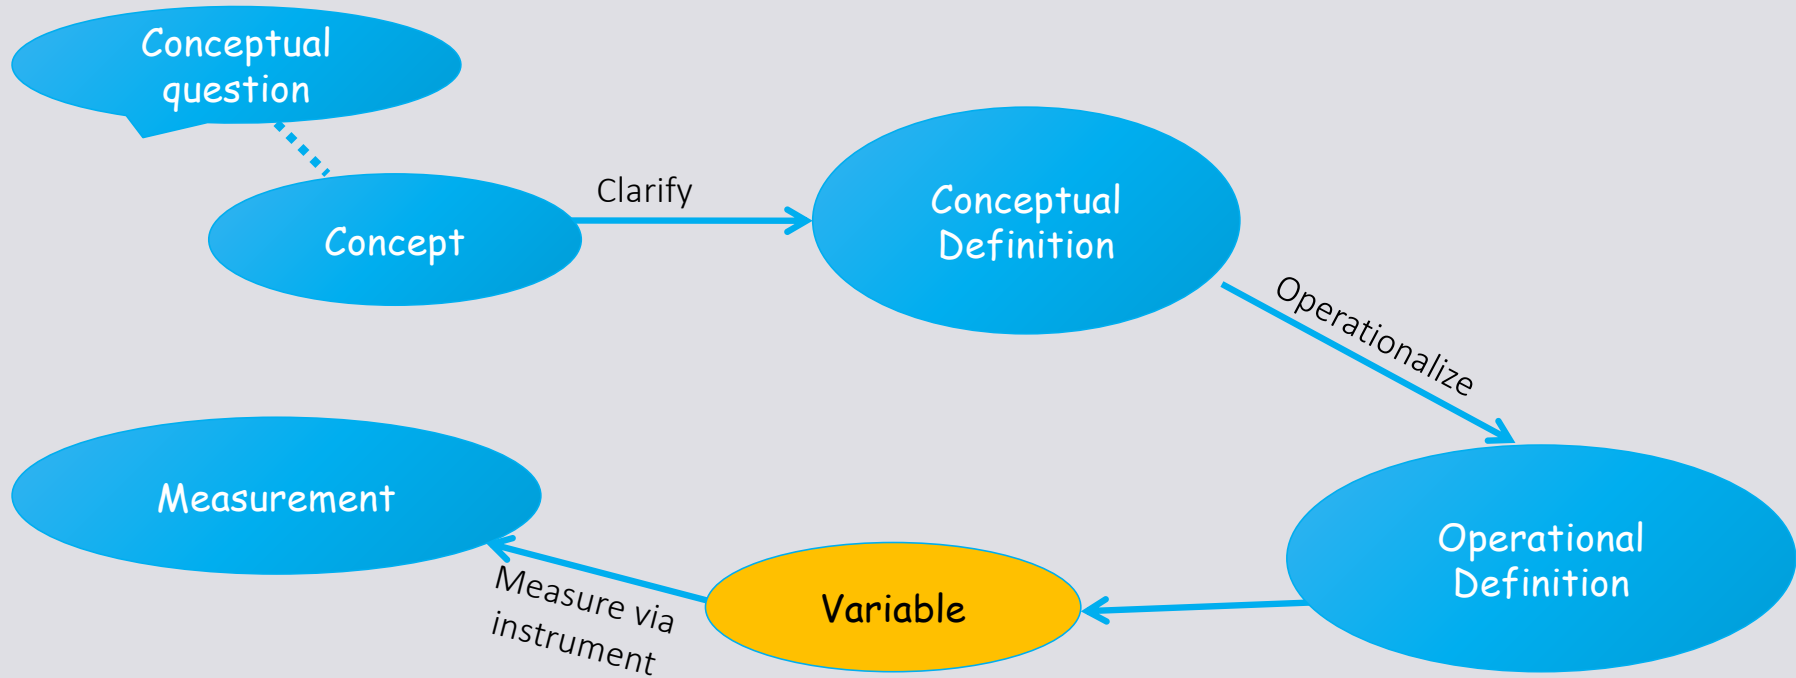 Conceptual
question
Concept
Clarify
Conceptual
Definition
Operationalize
Operational
Definition
Variable
Measure via
instrument
Measurement